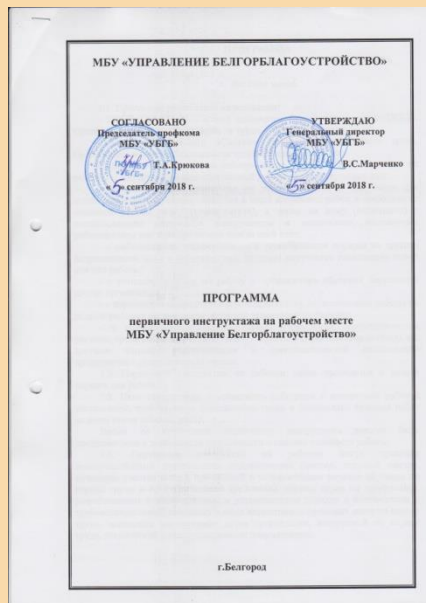 МБУ «УПРАВЛЕНИЕ БЕЛГОРБЛАГОУСТРОЙСТВО»
СОГЛАСОВАНО
Председатель профкома
МБУ «УБГБ»
Т.А.Крюкова
«5» сентября 2018 г.
УТВЕРЖДАЮ
Генеральный директор
МБУ «УБГБ»
В.С.Марченко
«5» сентября 2018 г.
ПРОГРАММА
первичного инструктажа на рабочем месте
МБУ «Управление Белгорблагоустройство»
г.Белгород